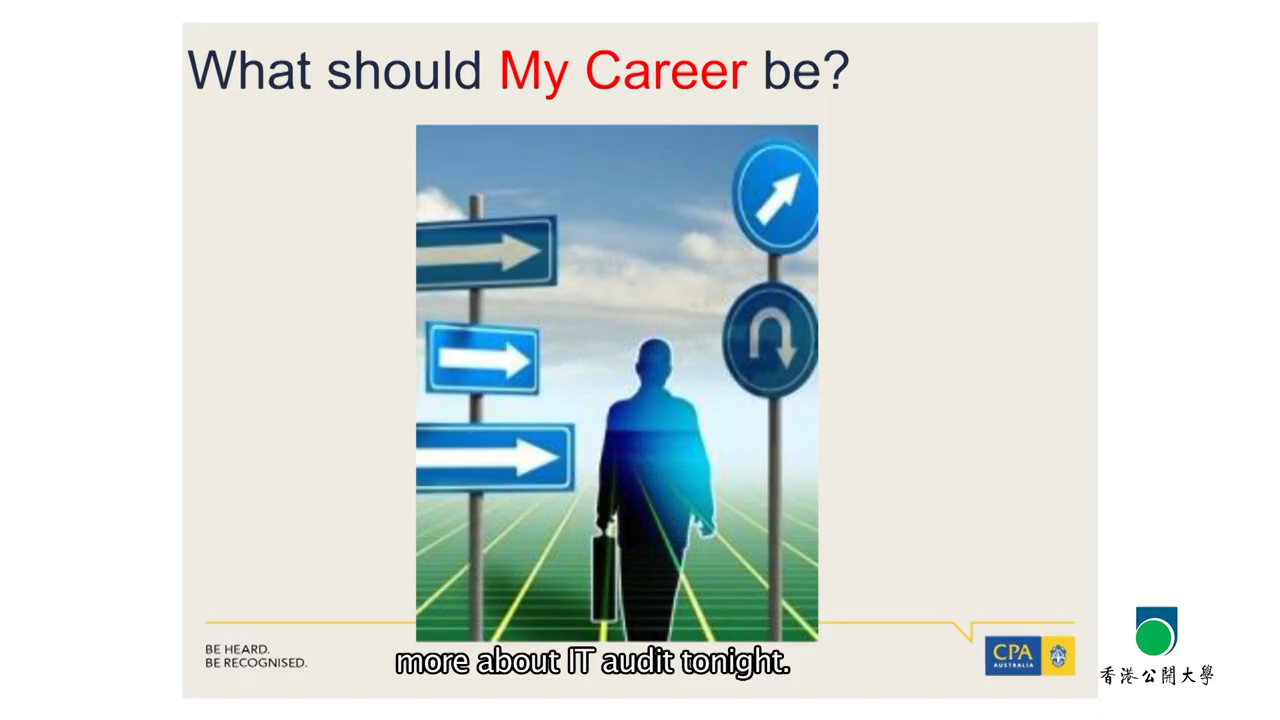 What should My Career be?
BE HEARD.
BE RECOGNISED.
more about IT audit tonight.
CPA
AUSTRALIA
香港公開大學